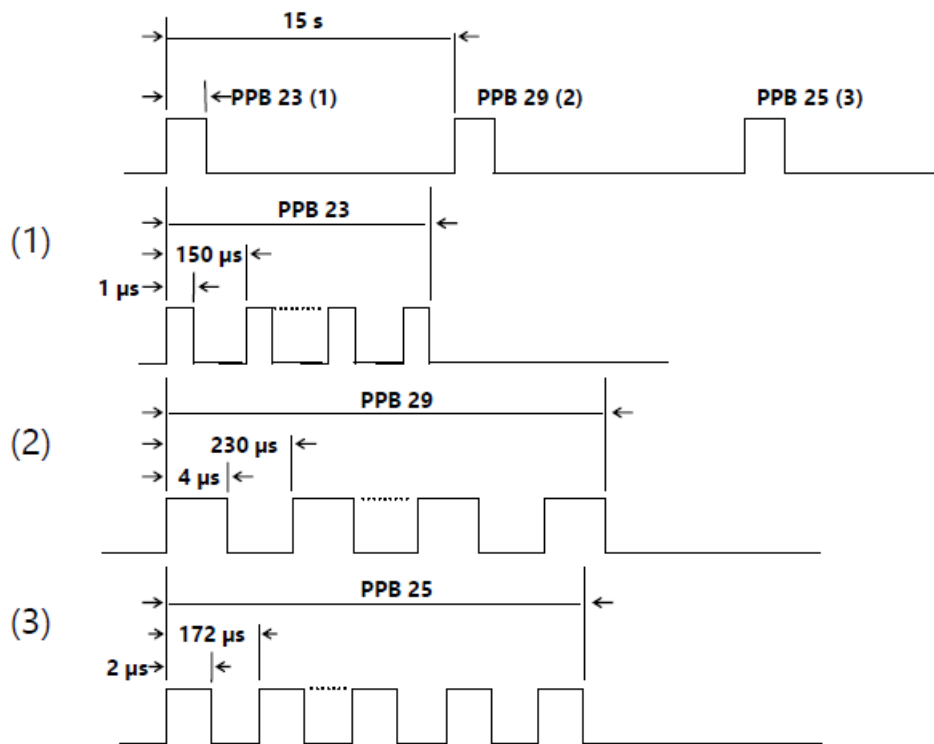 15 s
PPB 23 (1) PPB 29 (2) PPB 25 (3)
PPB 23
(1)
150 μs
1 μs
PPB 29
(2)
230 μs
4 μs
PPB 25
(3)
172 μs
2 μs